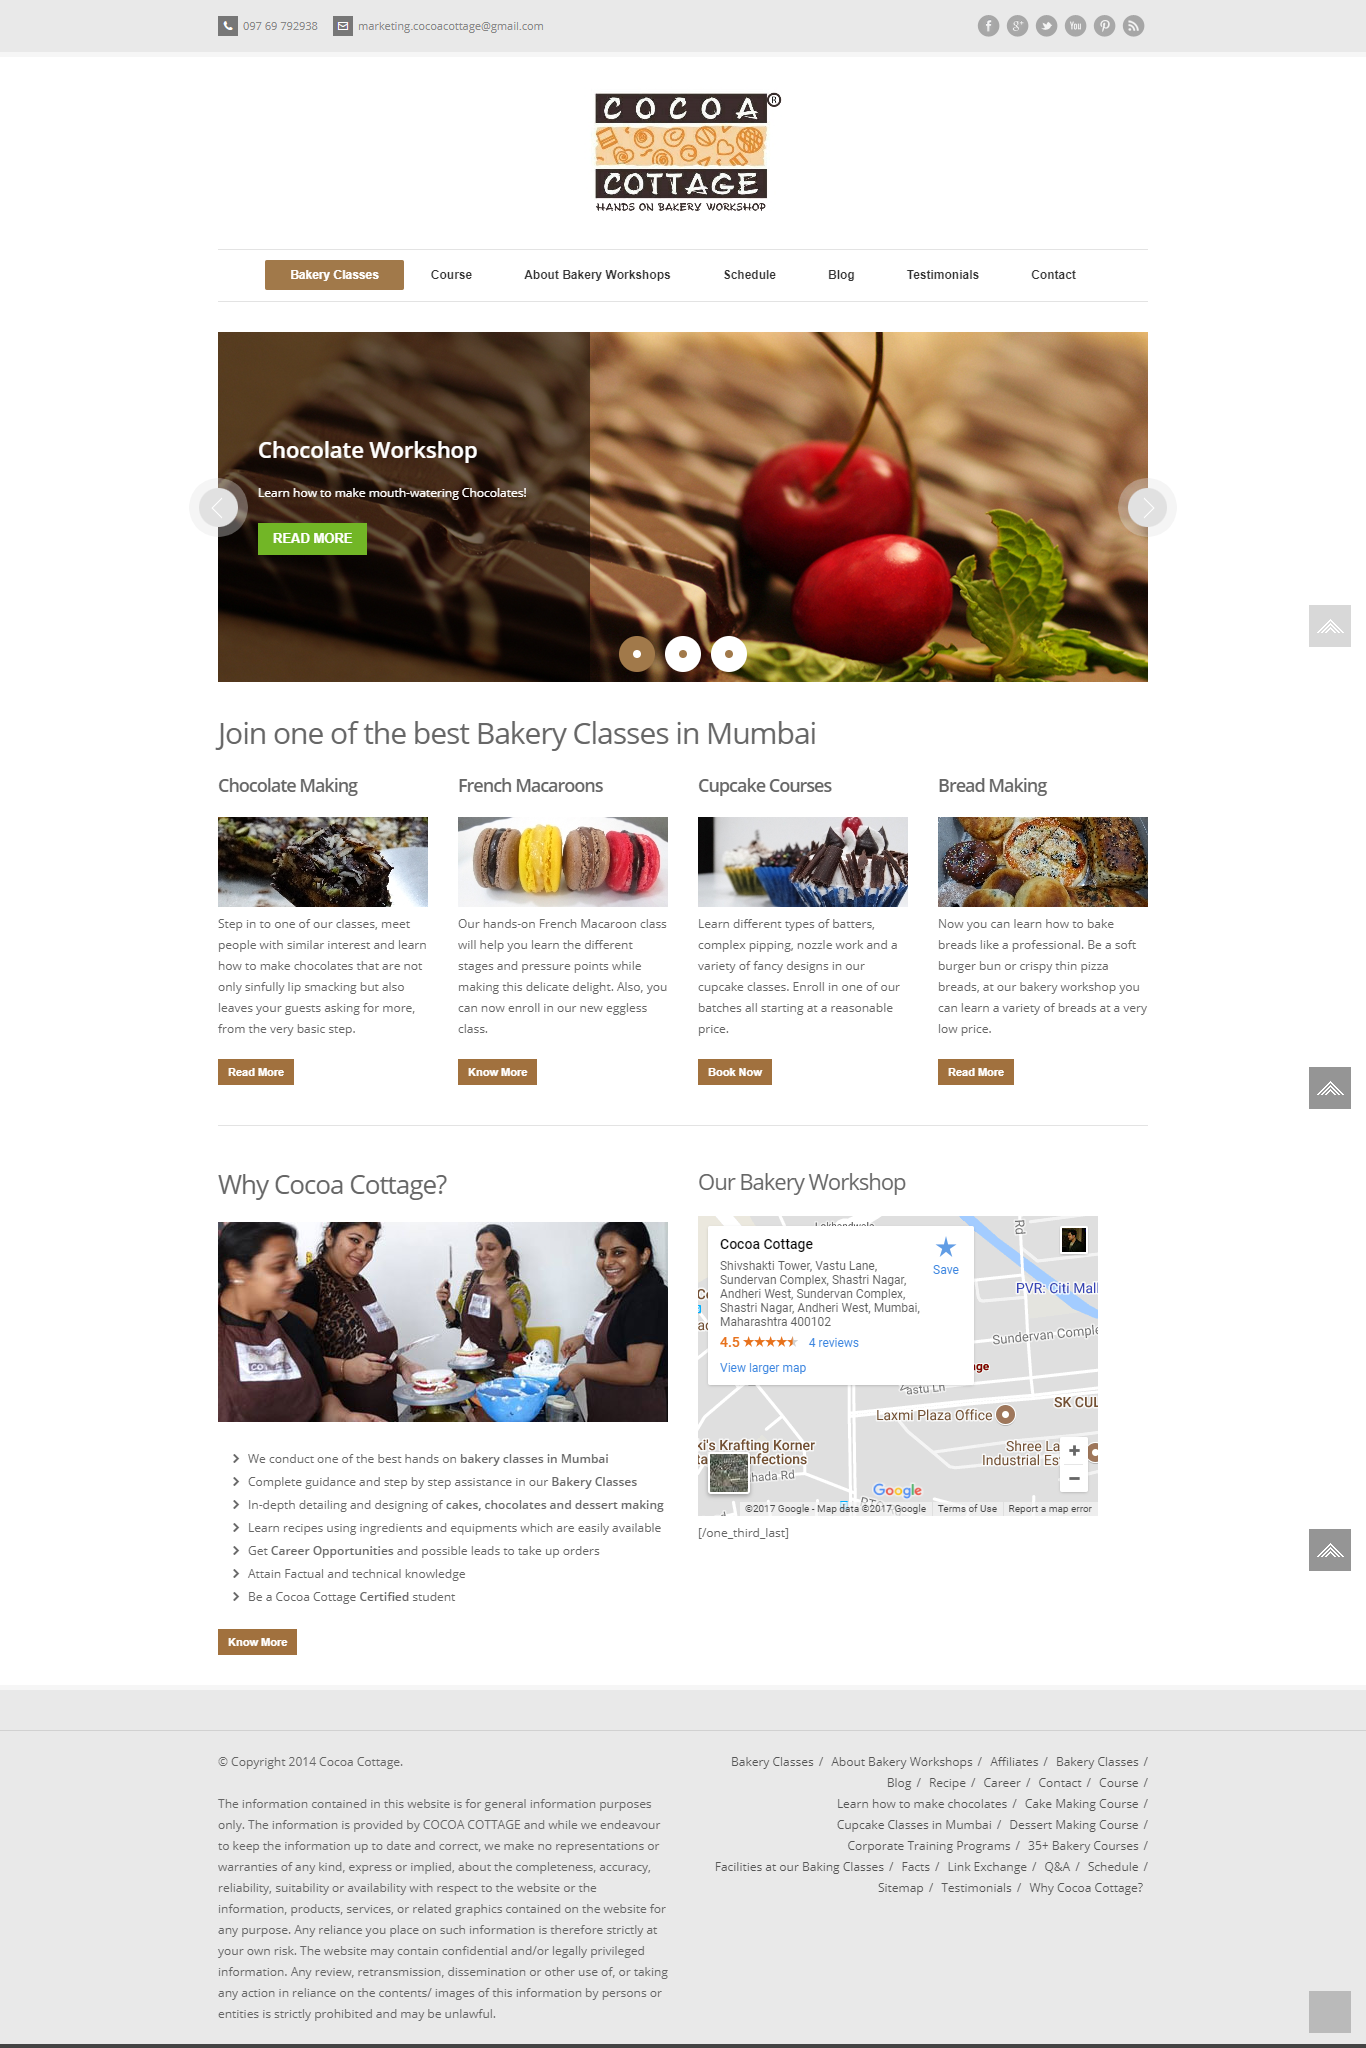 097 69 792938 marketing.cocoacottage@gmail.com
COCOA ®
COTTAGE
HANDS ON BAKERY WORKSHOP
Bakery Classes Course About Bakery Workshops Schedule Blog Testimonials Contact
Chocolate Workshop
Learn how to make mouth-watering Chocolates!
READ MORE
Join one of the best Bakery Classes in Mumbai
Chocolate Making
Step in to one of our classes, meet
people with similar interest and learn
how to make chocolates that are not
only sinfully lip smacking but also
leaves your guests asking for more,
from the very basic step.
Read More
French Macaroons
Our hands-on French Macaroon class
will help you learn the different
stages and pressure points while
making this delicate delight. Also, you
can now enroll in our new eggless
class.
Know More
Cupcake Courses
Learn different types of batters,
complex pipping, nozzle work and a
variety of fancy designs in our
cupcake classes. Enroll in one of our
batches all starting at a reasonable
price.
Book Now
Bread Making
Now you can learn how to bake
breads like a professional. Be a soft
burger bun or crispy thin pizza
breads, at our bakery workshop you
can learn a variety of breads at a very
low price.
Read More
Why Cocoa Cottage?
We conduct one of the best hands on bakery classes in Mumbai
Complete guidance and step by step assistance in our Bakery Classes
In-depth detailing and designing of cakes, chocolates and dessert making
Learn recipes using ingredients and equipments which are easily available
Get Career Opportunities and possible leads to take up orders
Attain Factual and technical knowledge
Be a Cocoa Cottage Certified student
Know More
Our Bakery Workshop
Rd
Cocoa Cottage
Shivshakti Tower, Vastu Lane,
Sundervan Complex, Shastri Nagar,
Andheri West, Sundervan Complex,
Shastri Nagar, Andheri West, Mumbai,
Maharashtra 400102
4.5 4 reviews
View larger map
Save
PVR: Citi Mall
Sundervan Comple
astu Ln
SK CUL
Laxmi Plaza Office
ki's Krafting Korner
nfections
hada Rd
Shree La
Industrial Es
Google
©2017 Google - Map data ©2017 Google Terms of Use Report a map error
[/one_third_last]
© Copyright 2014 Cocoa Cottage.
The information contained in this website is for general information purposes
only. The information is provided by COCOA COTTAGE and while we endeavour
to keep the information up to date and correct, we make no representations or
warranties of any kind, express or implied, about the completeness, accuracy,
reliability, suitability or availability with respect to the website or the
information, products, services, or related graphics contained on the website for
any purpose. Any reliance you place on such information is therefore strictly at
your own risk. The website may contain confidential and/or legally privileged
information. Any review, retransmission, dissemination or other use of, or taking
any action in reliance on the contents/ images of this information by persons or
entities is strictly prohibited and may be unlawful.
Bakery Classes / About Bakery Workshops / Affiliates / Bakery Classes /
Blog / Recipe / Career / Contact / Course /
Learn how to make chocolates / Cake Making Course /
Cupcake Classes in Mumbai / Dessert Making Course /
Corporate Training Programs / 35+ Bakery Courses /
Facilities at our Baking Classes / Facts / Link Exchange / Q&A / Schedule /
Sitemap / Testimonials / Why Cocoa Cottage?